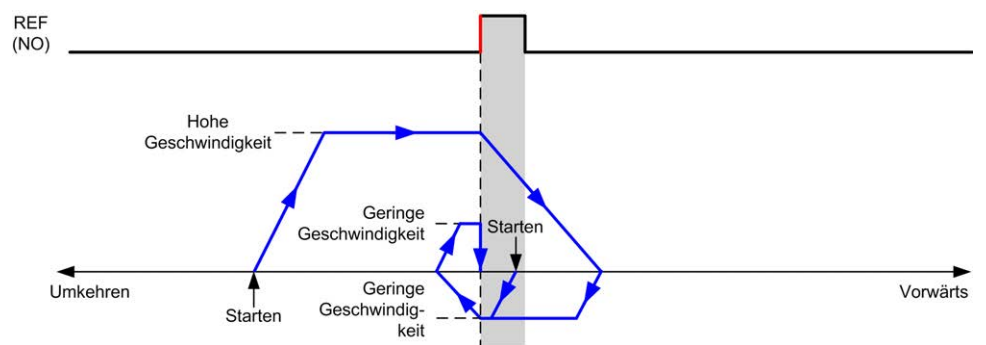 REF
(NO)
Hohe
Geschwindigkeit
Geringe
Geschwindigkeit
Starten
Umkehren
Starten
Geringe
Geschwindig-
keit
Vorwärts